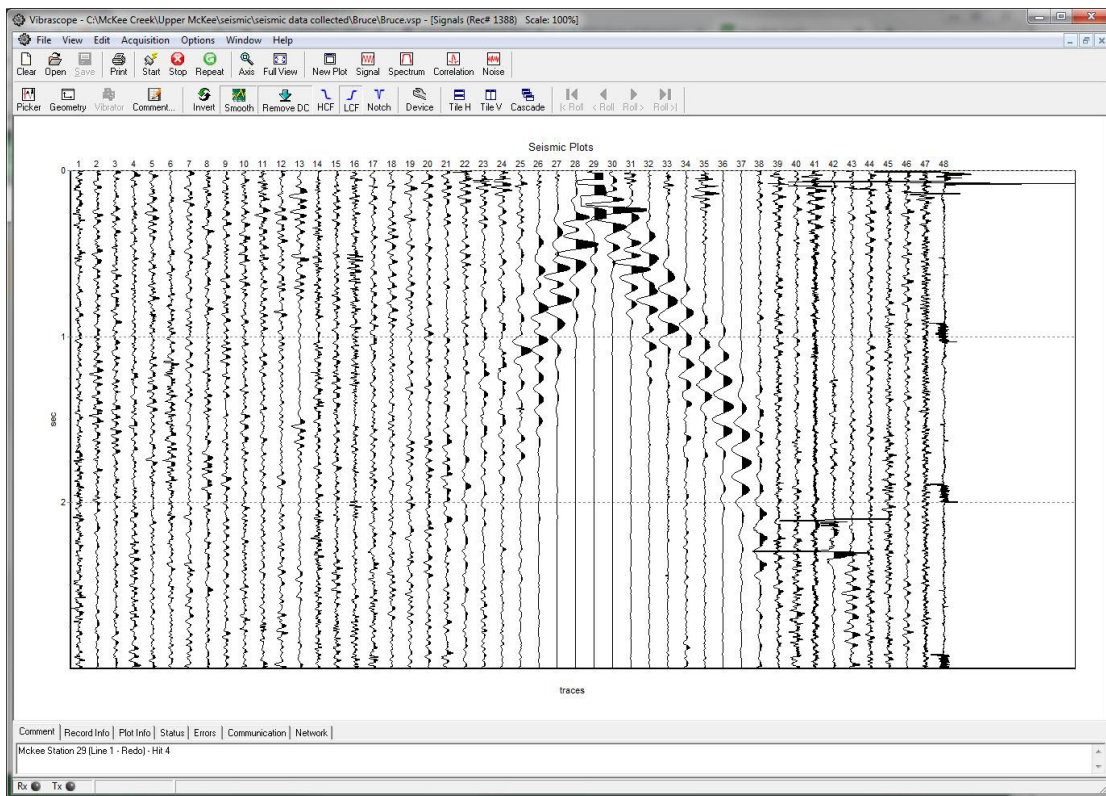 Vibrascope - C:\McKee Creek\Upper McKee\seismic\seismic data collected\Bruce\Bruce.vsp - [Signals (Rec# 1388) Scale: 100%]
File View Edit Acquisition Options Window Help
Clear Open Save Print Start Stop Repeat Axis Full View New Plot Signal Spectrum Correlation Noise
Picker Geometry Vibrator Comment... Invert Smooth Remove DC HCF LCF Notch Device Tile H Tile V Cascade |< Roll < Roll Roll > Roll >|
Seismic Plots
1 2 3 4 5 6 7 8 9 10 11 12 13 14 15 16 17 18 19 20 21 22 23 24 25 26 27 28 29 30 31 32 33 34 35 36 37 38 39 40 41 42 43 44 45 46 47 48
0
1
sec
2
traces
Comment Record Info Plot Info Status Errors Communication Network
Mckee Station 29 (Line 1 - Redo) - Hit 4
Rx Tx